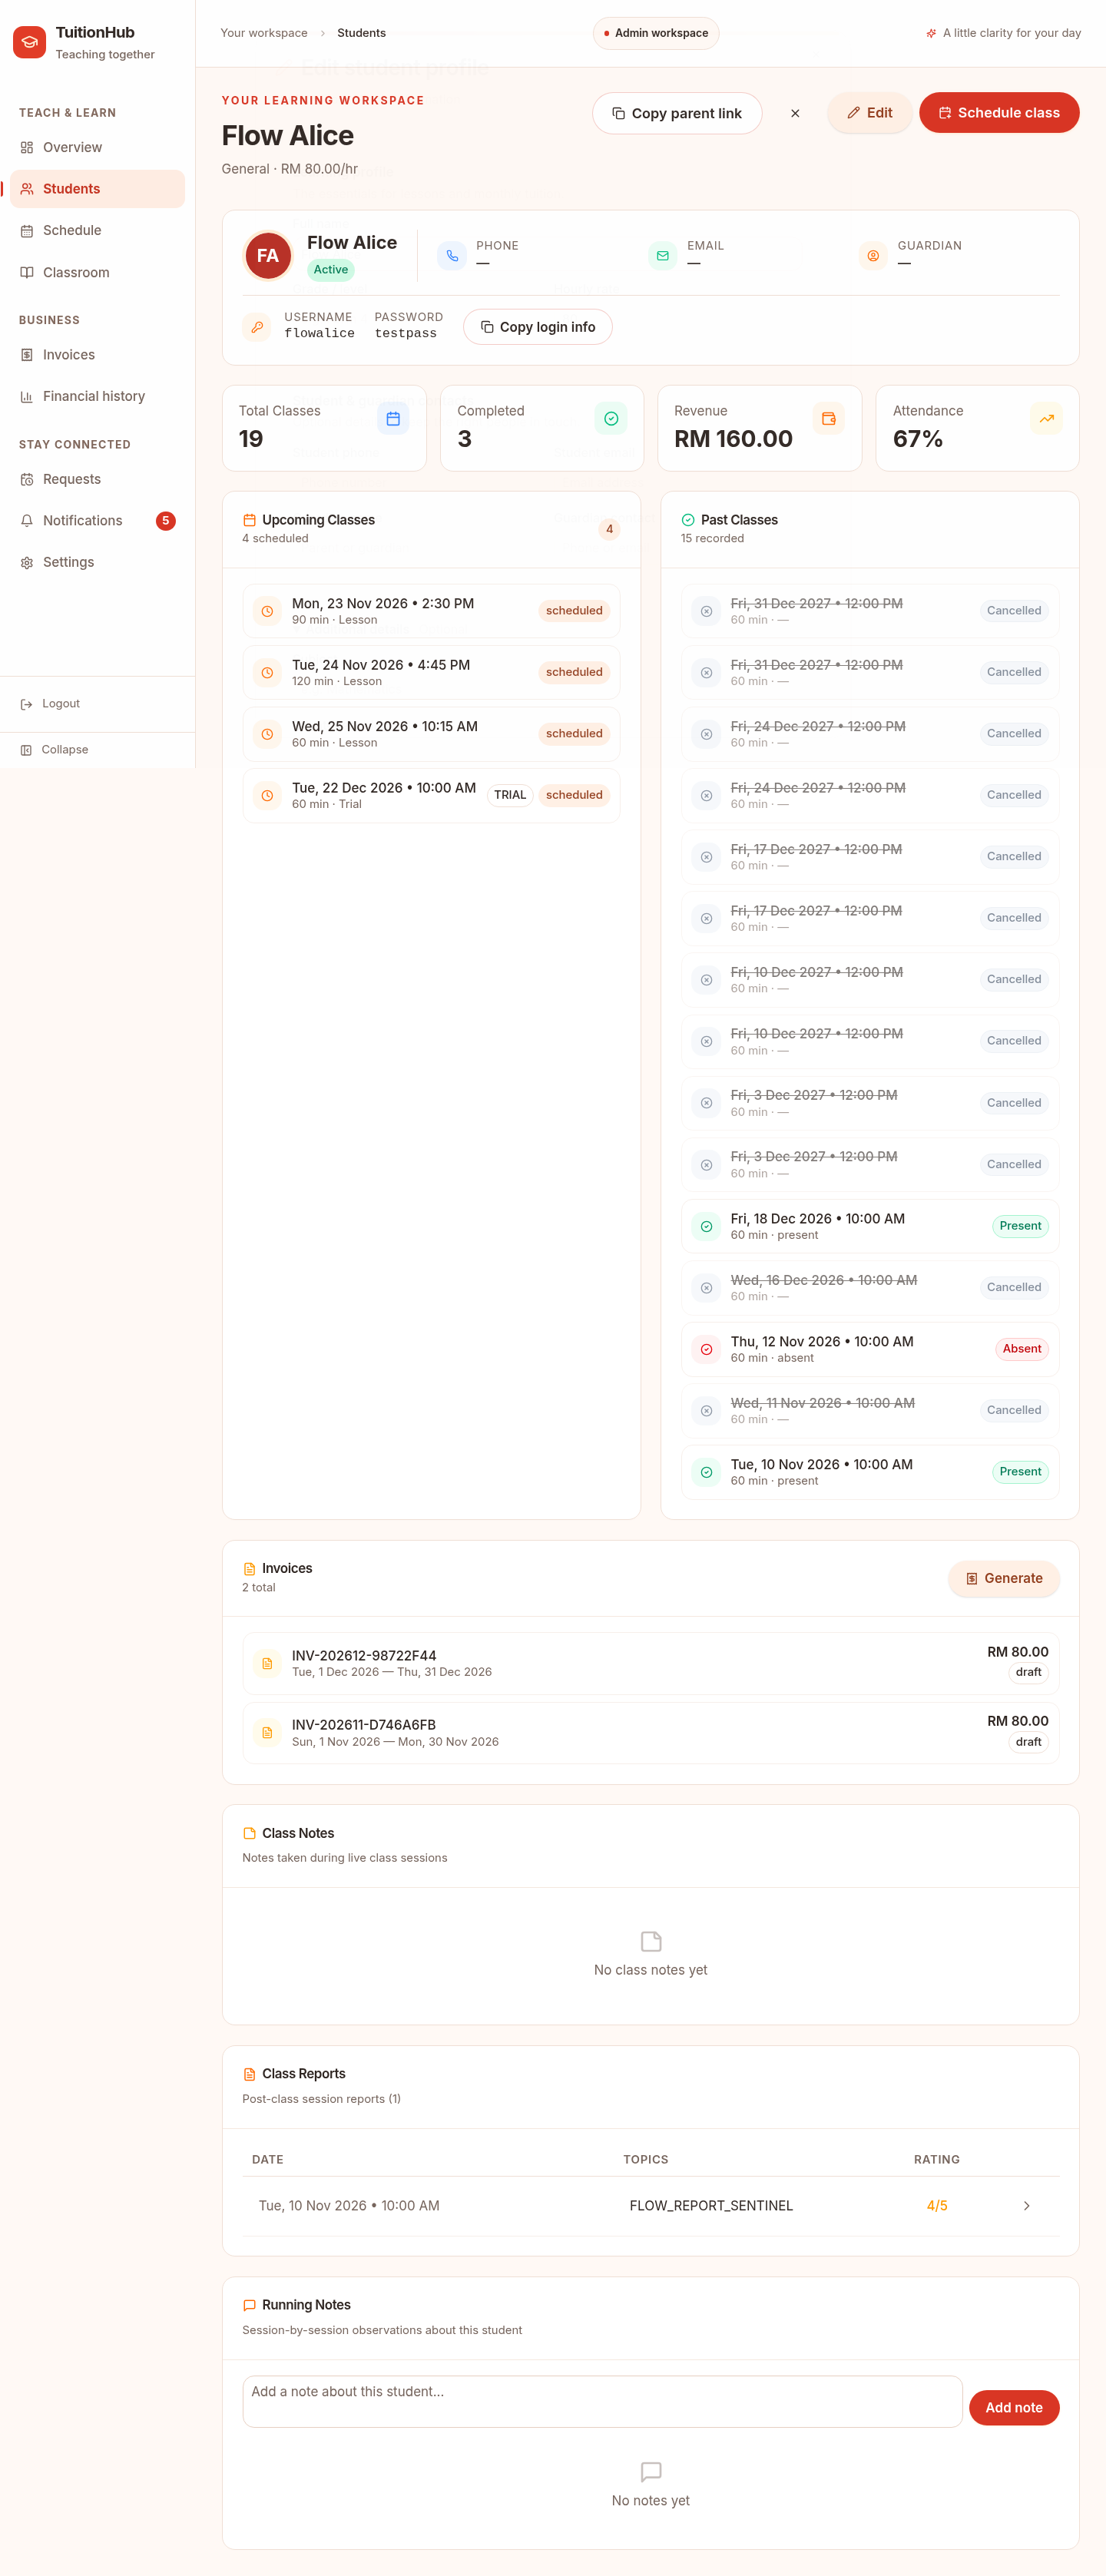 TuitionHub
Teaching together
TEACH & LEARN
Overview
Students
Schedule
Classroom
BUSINESS
Invoices
Financial history
STAY CONNECTED
Requests
Notifications 5
Settings
Logout
Collapse
Your workspace › Students
Admin workspace
A little clarity for your day
Edit student profile
YOUR LEARNING WORKSPACE
Flow Alice
General · RM 80.00/hr
Copy parent link
Edit
Schedule class
FA
Flow Alice
Active
PHONE
—
EMAIL
—
GUARDIAN
—
USERNAME
flowalice
PASSWORD
testpass
Copy login info
Total Classes
19
Completed
3
Revenue
RM 160.00
Attendance
67%
Upcoming Classes
4 scheduled
4
Mon, 23 Nov 2026 • 2:30 PM
90 min · Lesson
scheduled
Tue, 24 Nov 2026 • 4:45 PM
120 min · Lesson
scheduled
Wed, 25 Nov 2026 • 10:15 AM
60 min · Lesson
scheduled
Tue, 22 Dec 2026 • 10:00 AM
60 min · Trial
TRIAL
scheduled
Past Classes
15 recorded
Fri, 31 Dec 2027 • 12:00 PM
60 min · —
Cancelled
Fri, 31 Dec 2027 • 12:00 PM
60 min · —
Cancelled
Fri, 24 Dec 2027 • 12:00 PM
60 min · —
Cancelled
Fri, 24 Dec 2027 • 12:00 PM
60 min · —
Cancelled
Fri, 17 Dec 2027 • 12:00 PM
60 min · —
Cancelled
Fri, 17 Dec 2027 • 12:00 PM
60 min · —
Cancelled
Fri, 10 Dec 2027 • 12:00 PM
60 min · —
Cancelled
Fri, 10 Dec 2027 • 12:00 PM
60 min · —
Cancelled
Fri, 3 Dec 2027 • 12:00 PM
60 min · —
Cancelled
Fri, 3 Dec 2027 • 12:00 PM
60 min · —
Cancelled
Fri, 18 Dec 2026 • 10:00 AM
60 min · present
Present
Wed, 16 Dec 2026 • 10:00 AM
60 min · —
Cancelled
Thu, 12 Nov 2026 • 10:00 AM
60 min · absent
Absent
Wed, 11 Nov 2026 • 10:00 AM
60 min · —
Cancelled
Tue, 10 Nov 2026 • 10:00 AM
60 min · present
Present
Invoices
2 total
Generate
INV-202612-98722F44
Tue, 1 Dec 2026 — Thu, 31 Dec 2026
RM 80.00
draft
INV-202611-D746A6FB
Sun, 1 Nov 2026 — Mon, 30 Nov 2026
RM 80.00
draft
Class Notes
Notes taken during live class sessions
No class notes yet
Class Reports
Post-class session reports (1)
DATE TOPICS RATING
Tue, 10 Nov 2026 • 10:00 AM FLOW_REPORT_SENTINEL 4/5
Running Notes
Session-by-session observations about this student
Add a note about this student...
Add note
No notes yet